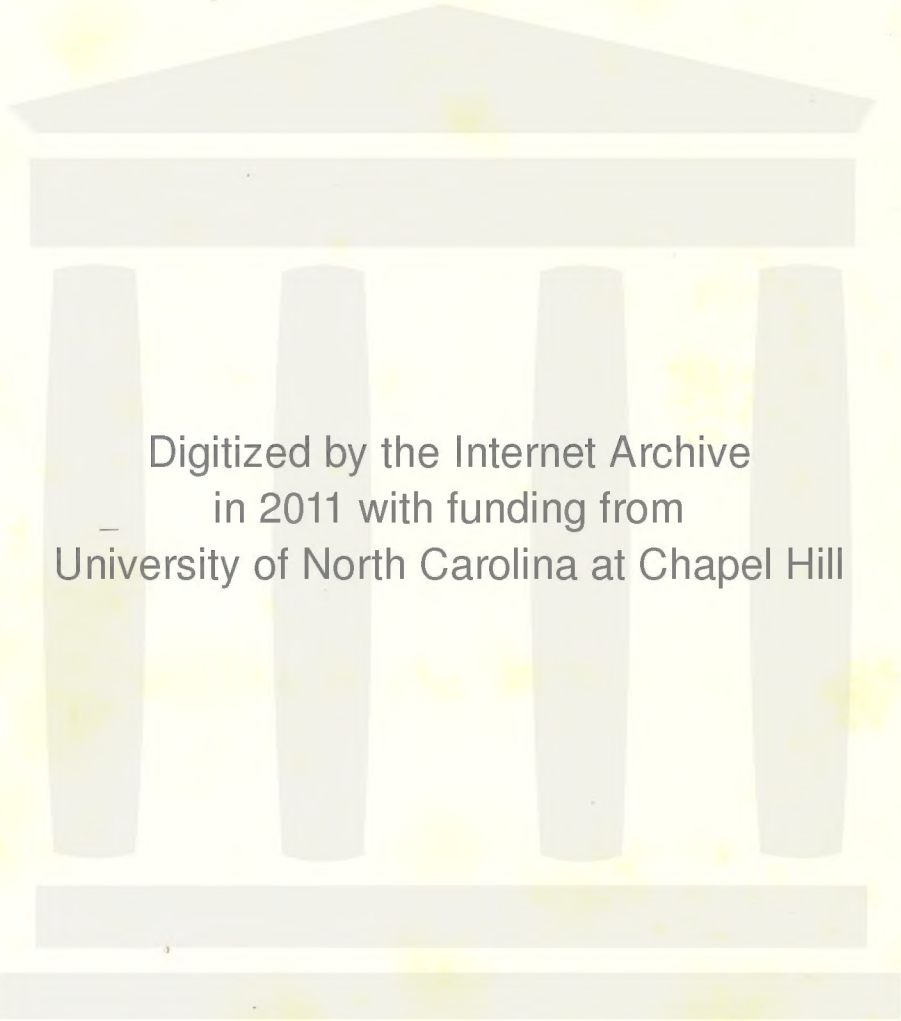 Digitized by the Internet Archive
in 2011 with funding from
University of North Carolina at Chapel Hill